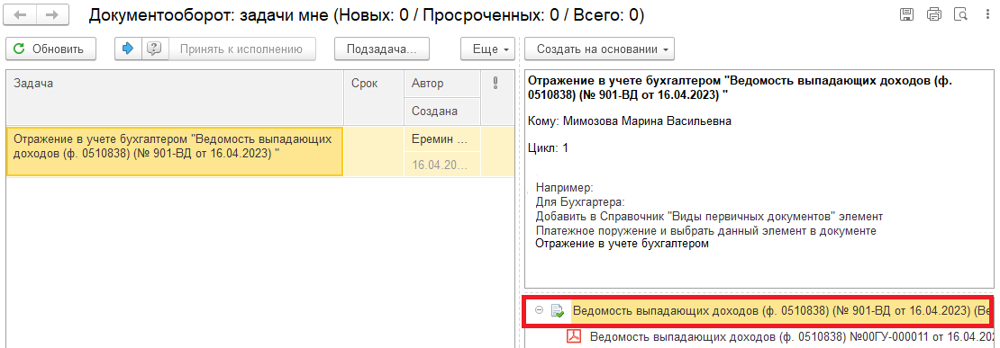 Документооборот: задачи мне (Новых: 0 / Просроченных: 0 / Всего: 0)
Обновить
Принять к исполнению
Подзадача...
Еще
Создать на основании
Задача
Срок
Автор
Создана
Отражение в учете бухгалтером "Ведомость выпадающих
доходов (ф. 0510838) (№ 901-ВД от 16.04.2023) "
Еремин ...
16.04.20...
Отражение в учете бухгалтером "Ведомость выпадающих доходов (ф.
0510838) (№ 901-ВД от 16.04.2023) "
Кому: Мимозова Марина Васильевна
Цикл: 1
Например:
Для Бухгартера:
Добавить в Справочник "Виды первичных документов" элемент
Платежное поружение и выбрать данный элемент в документе
Отражение в учете бухгалтером
Ведомость выпадающих доходов (ф. 0510838) (№ 901-ВД от 16.04.2023) (Ве
Ведомость выпадающих доходов (ф. 0510838) №00ГУ-000011 от 16.04.202